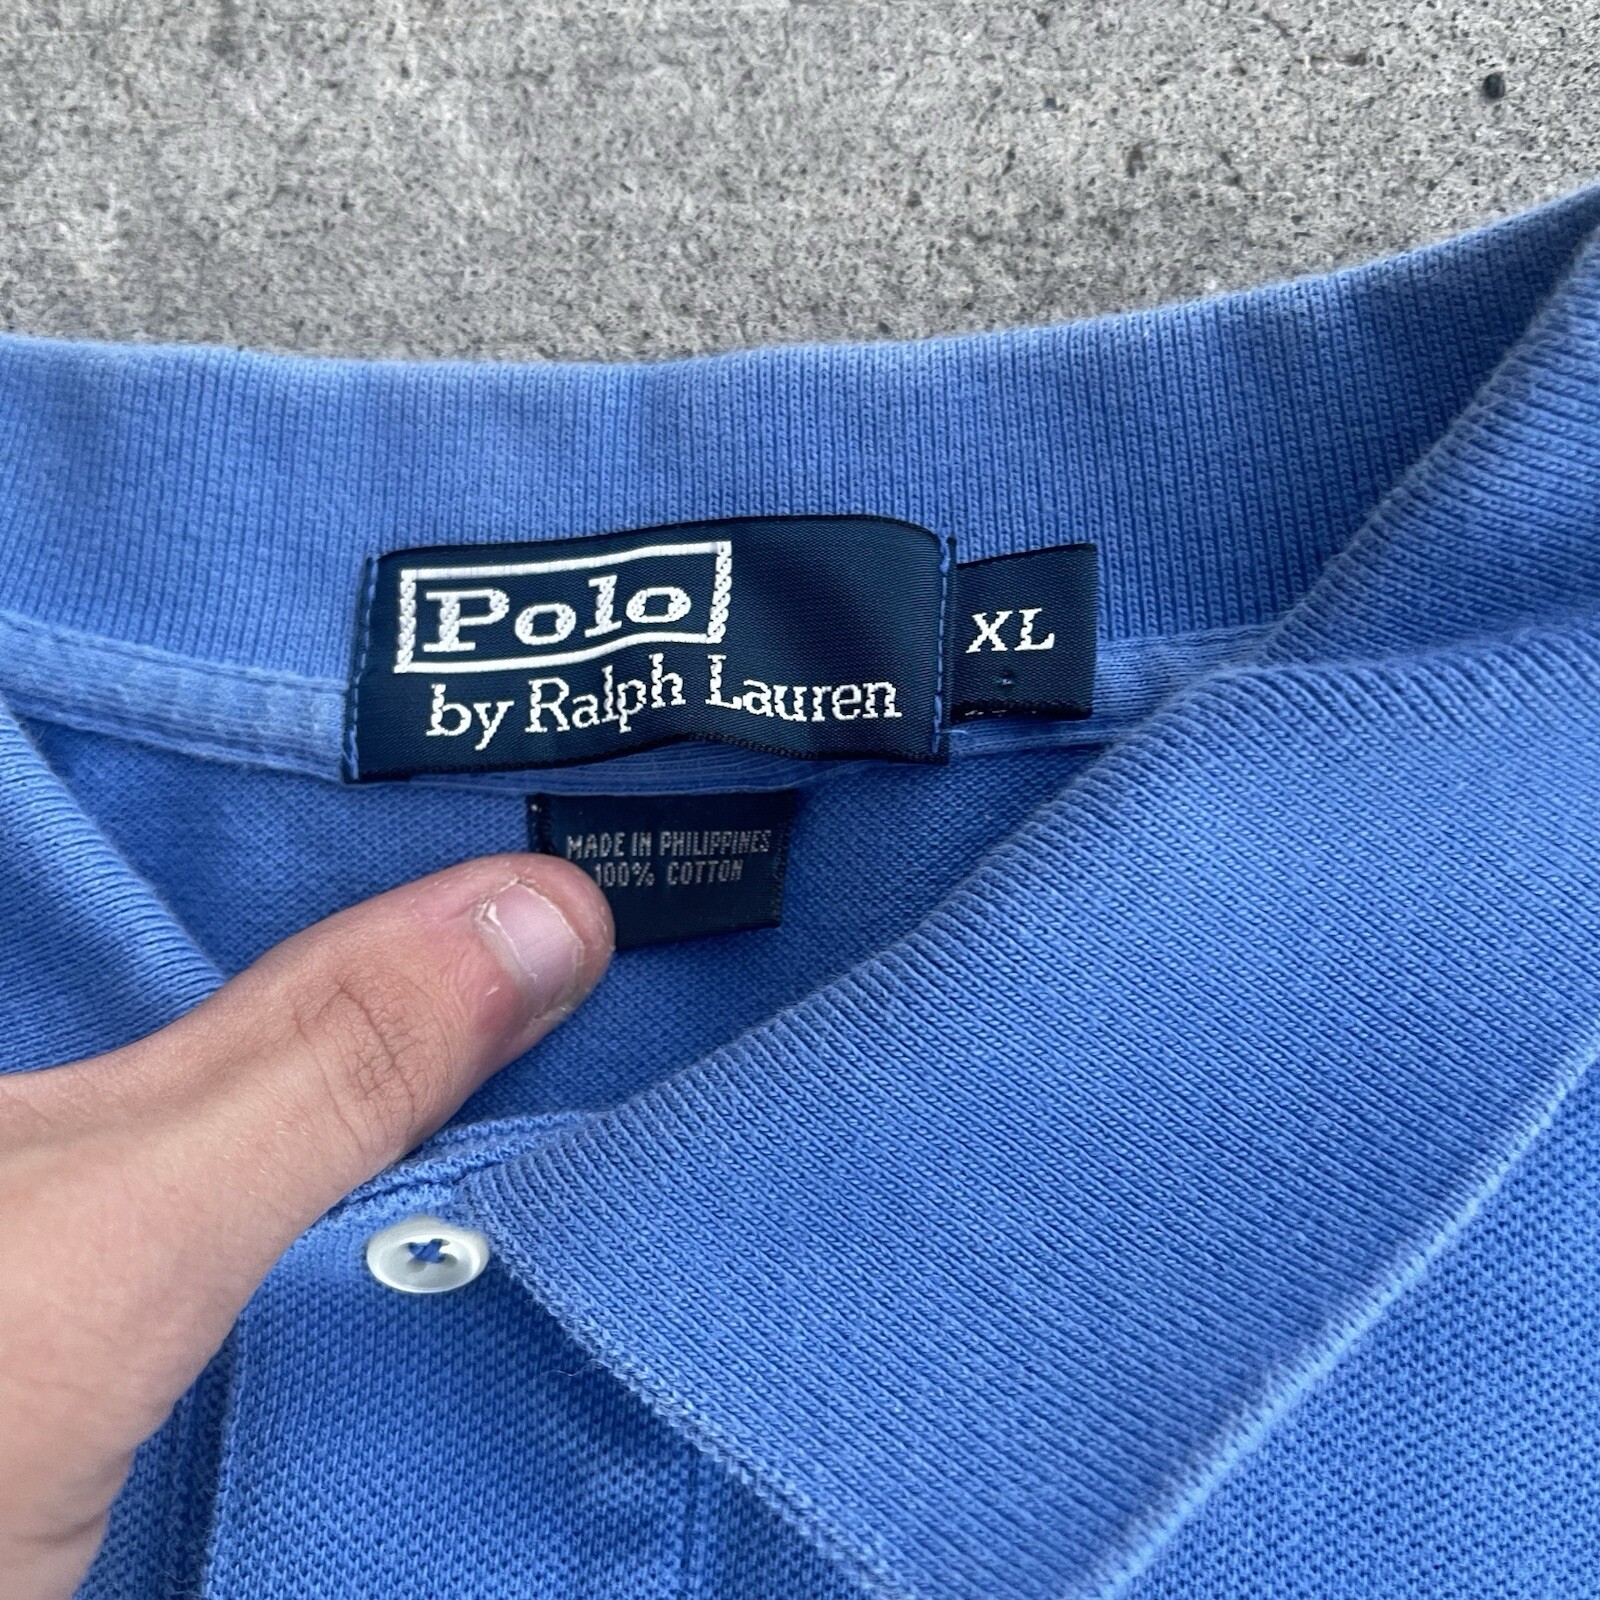 Polo
by Ralph Lauren
XL
MADE IN PHILIPPINES
100% COTTON